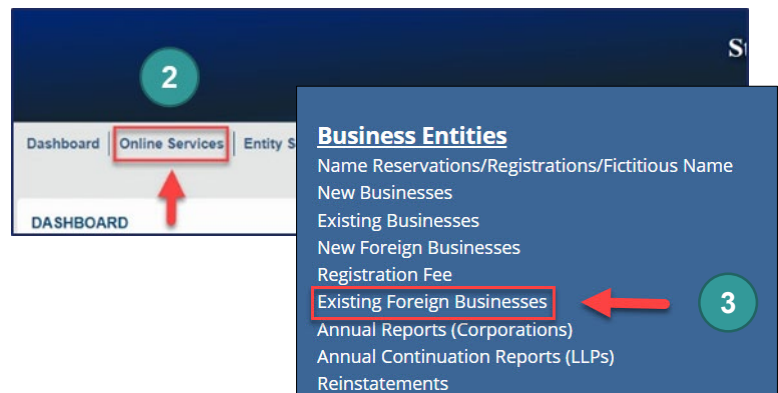 2
Dashboard Online Services Entity S
DASHBOARD
Business Entities
Name Reservations/Registrations/Fictitious Name
New Businesses
Existing Businesses
New Foreign Businesses
Registration Fee
Existing Foreign Businesses
3
Annual Reports (Corporations)
Annual Continuation Reports (LLPs)
Reinstatements